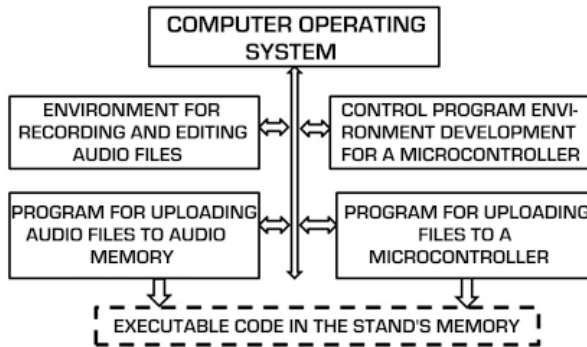 COMPUTER OPERATING
SYSTEM
ENVIRONMENT FOR
RECORDING AND EDITING
AUDIO FILES
CONTROL PROGRAM ENVI-
RONMENT DEVELOPMENT
FOR A MICROCONTROLLER
PROGRAM FOR UPLOADING
AUDIO FILES TO AUDIO
MEMORY
PROGRAM FOR UPLOADING
FILES TO A
MICROCONTROLLER
EXECUTABLE CODE IN THE STAND'S MEMORY